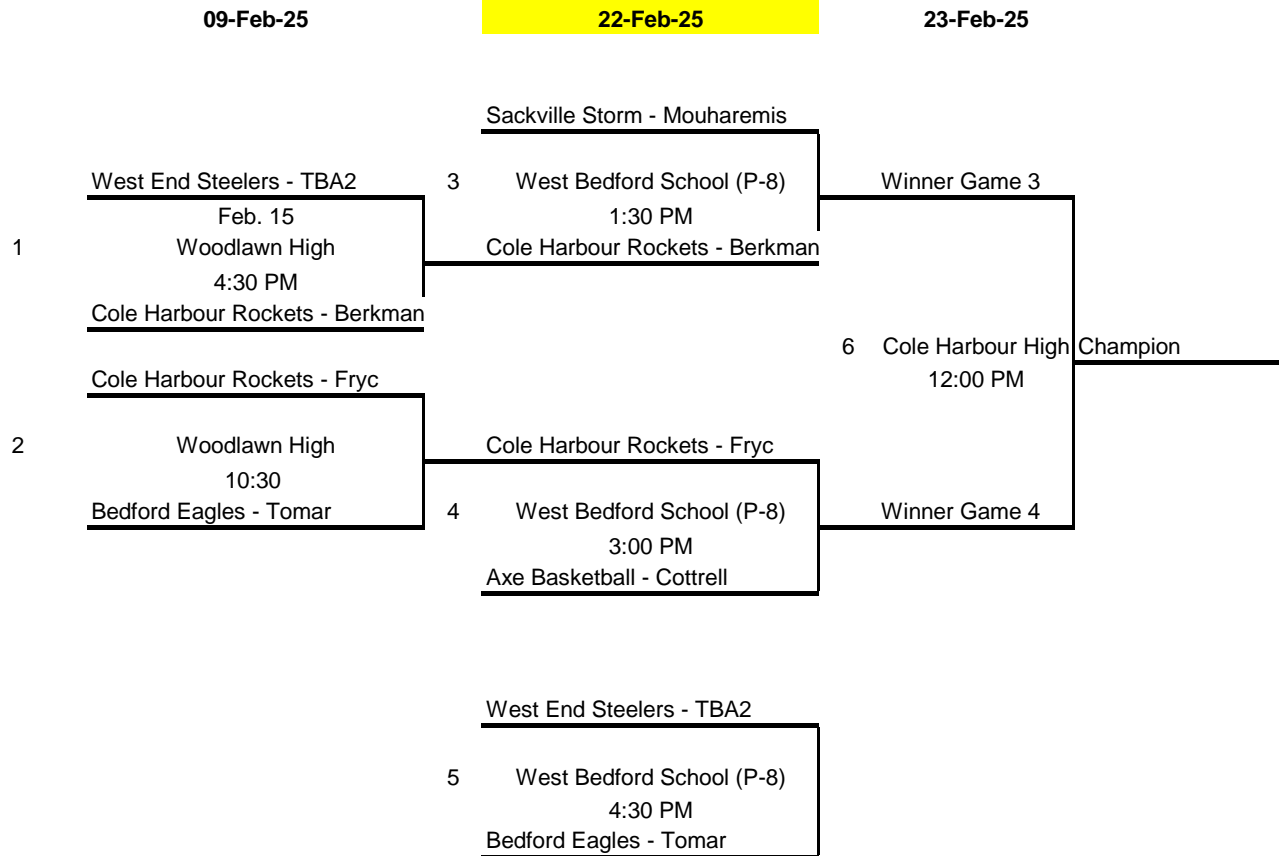 09-Feb-25 22-Feb-25 23-Feb-25
Sackville Storm - Mouharemis
West End Steelers - TBA2 3 West Bedford School (P-8) Winner Game 3
Feb. 15 1:30 PM
1 Woodlawn High Cole Harbour Rockets - Berkman
4:30 PM
Cole Harbour Rockets - Berkman
6 Cole Harbour High Champion
Cole Harbour Rockets - Fryc 12:00 PM
2 Woodlawn High Cole Harbour Rockets - Fryc
10:30
Bedford Eagles - Tomar 4 West Bedford School (P-8) Winner Game 4
3:00 PM
Axe Basketball - Cottrell
West End Steelers - TBA2
5 West Bedford School (P-8)
4:30 PM
Bedford Eagles - Tomar